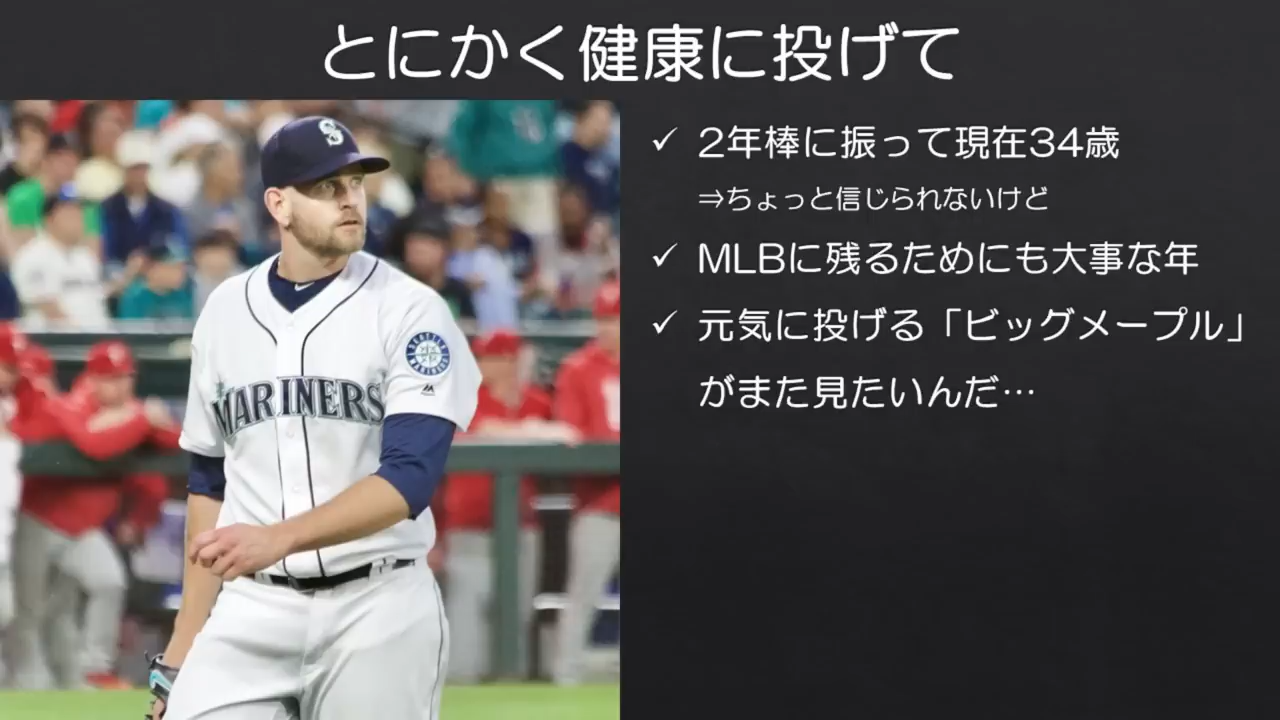 とにかく健康に投げて
✓ 2年棒に振って現在34歳
⇒ちょっと信じられないけど
✓ MLBに残るためにも大事な年
✓ 元気に投げる「ビッグメープル」
がまた見たいんだ…
S
SEATTLE
MARINERS
MARINERS